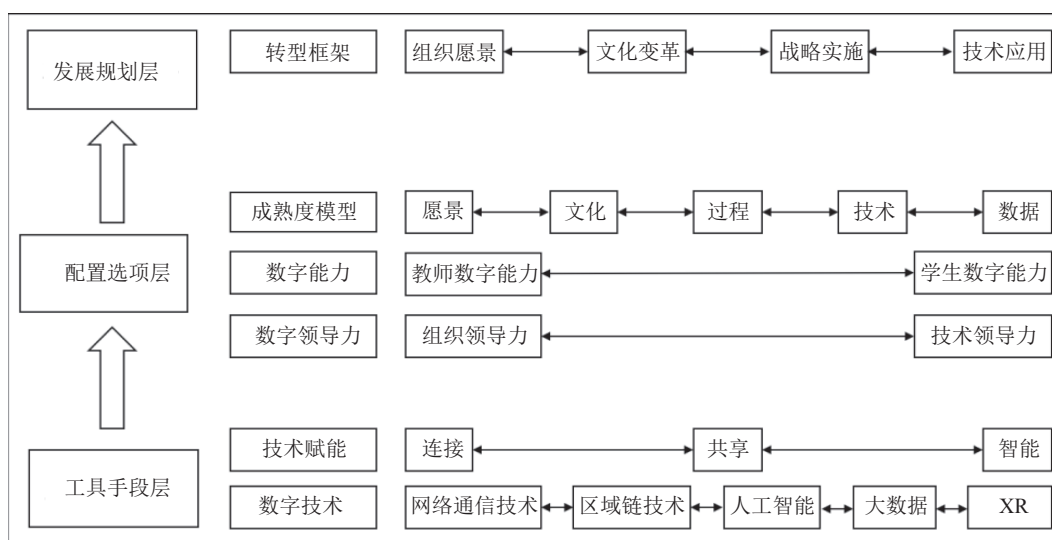 发展规划层
转型框架 组织愿景 文化变革 战略实施 技术应用
成熟度模型 愿景 文化 过程 技术 数据
配置选项层
数字能力 教师数字能力 学生数字能力
数字领导力 组织领导力 技术领导力
技术赋能 连接 共享 智能
工具手段层
数字技术 网络通信技术 区域链技术 人工智能 大数据 XR